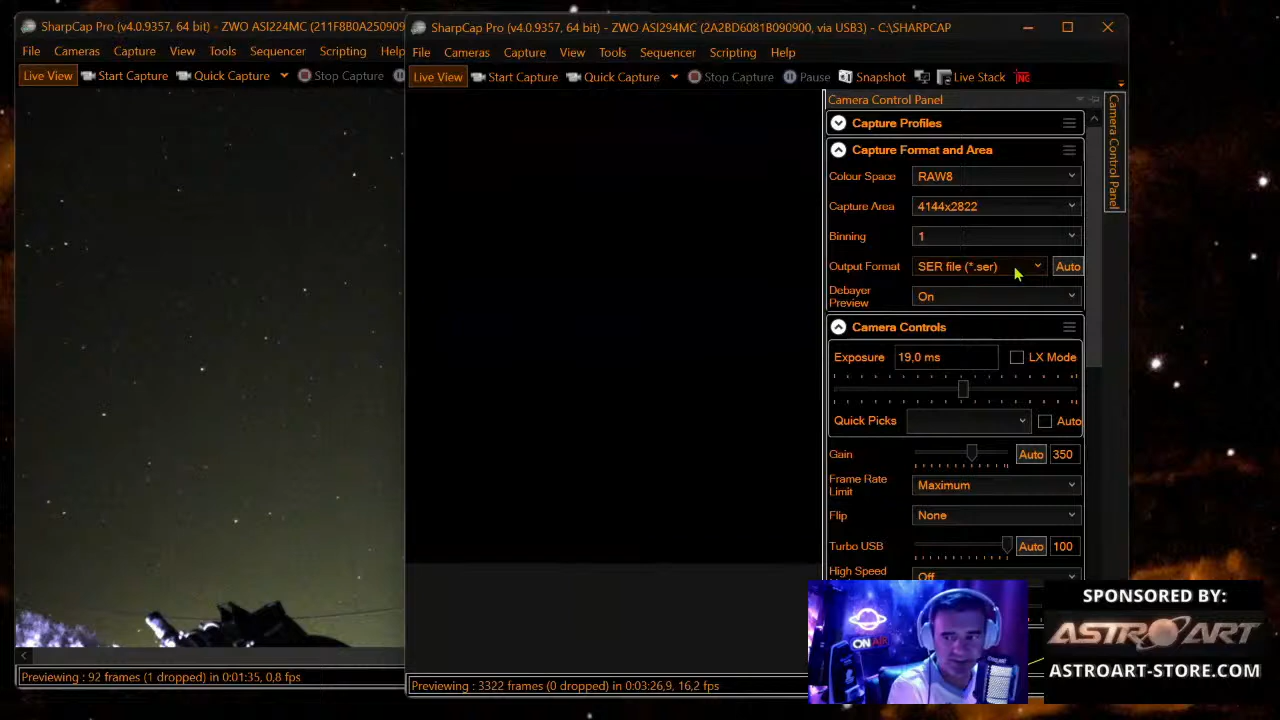 SharpCap Pro (v4.0.9357, 64 bit) - ZWO ASI224MC (211F8B0A250909
File Cameras Capture View Tools Sequencer Scripting
Live View Start Capture Quick Capture Stop Capture
Previewing : 92 frames (1 dropped) in 0:01:35, 0,8 fps
SharpCap Pro (v4.0.9357, 64 bit) - ZWO ASI294MC (2A2BD6081B090900, via USB3) - C:\SHARPCAP
File Cameras Capture View Tools Sequencer Scripting Help
Live View Start Capture Quick Capture Stop Capture Pause Snapshot Live Stack NC
Camera Control Panel
Camera Control Panel
Capture Profiles
Capture Format and Area
Colour Space RAW8
Capture Area 4144x2822
Binning 1
Output Format SER file (*.ser) Auto
Debayer
Preview On
Camera Controls
Exposure 19,0 ms LX Mode
Quick Picks Auto
Gain Auto 350
Frame Rate
Limit Maximum
Flip None
Turbo USB Auto 100
High Speed
Off
Previewing : 3322 frames (0 dropped) in 0:03:26,9, 16,2 fps
ON AIR
SPONSORED BY:
ASTROART
ASTROART-STORE.COM